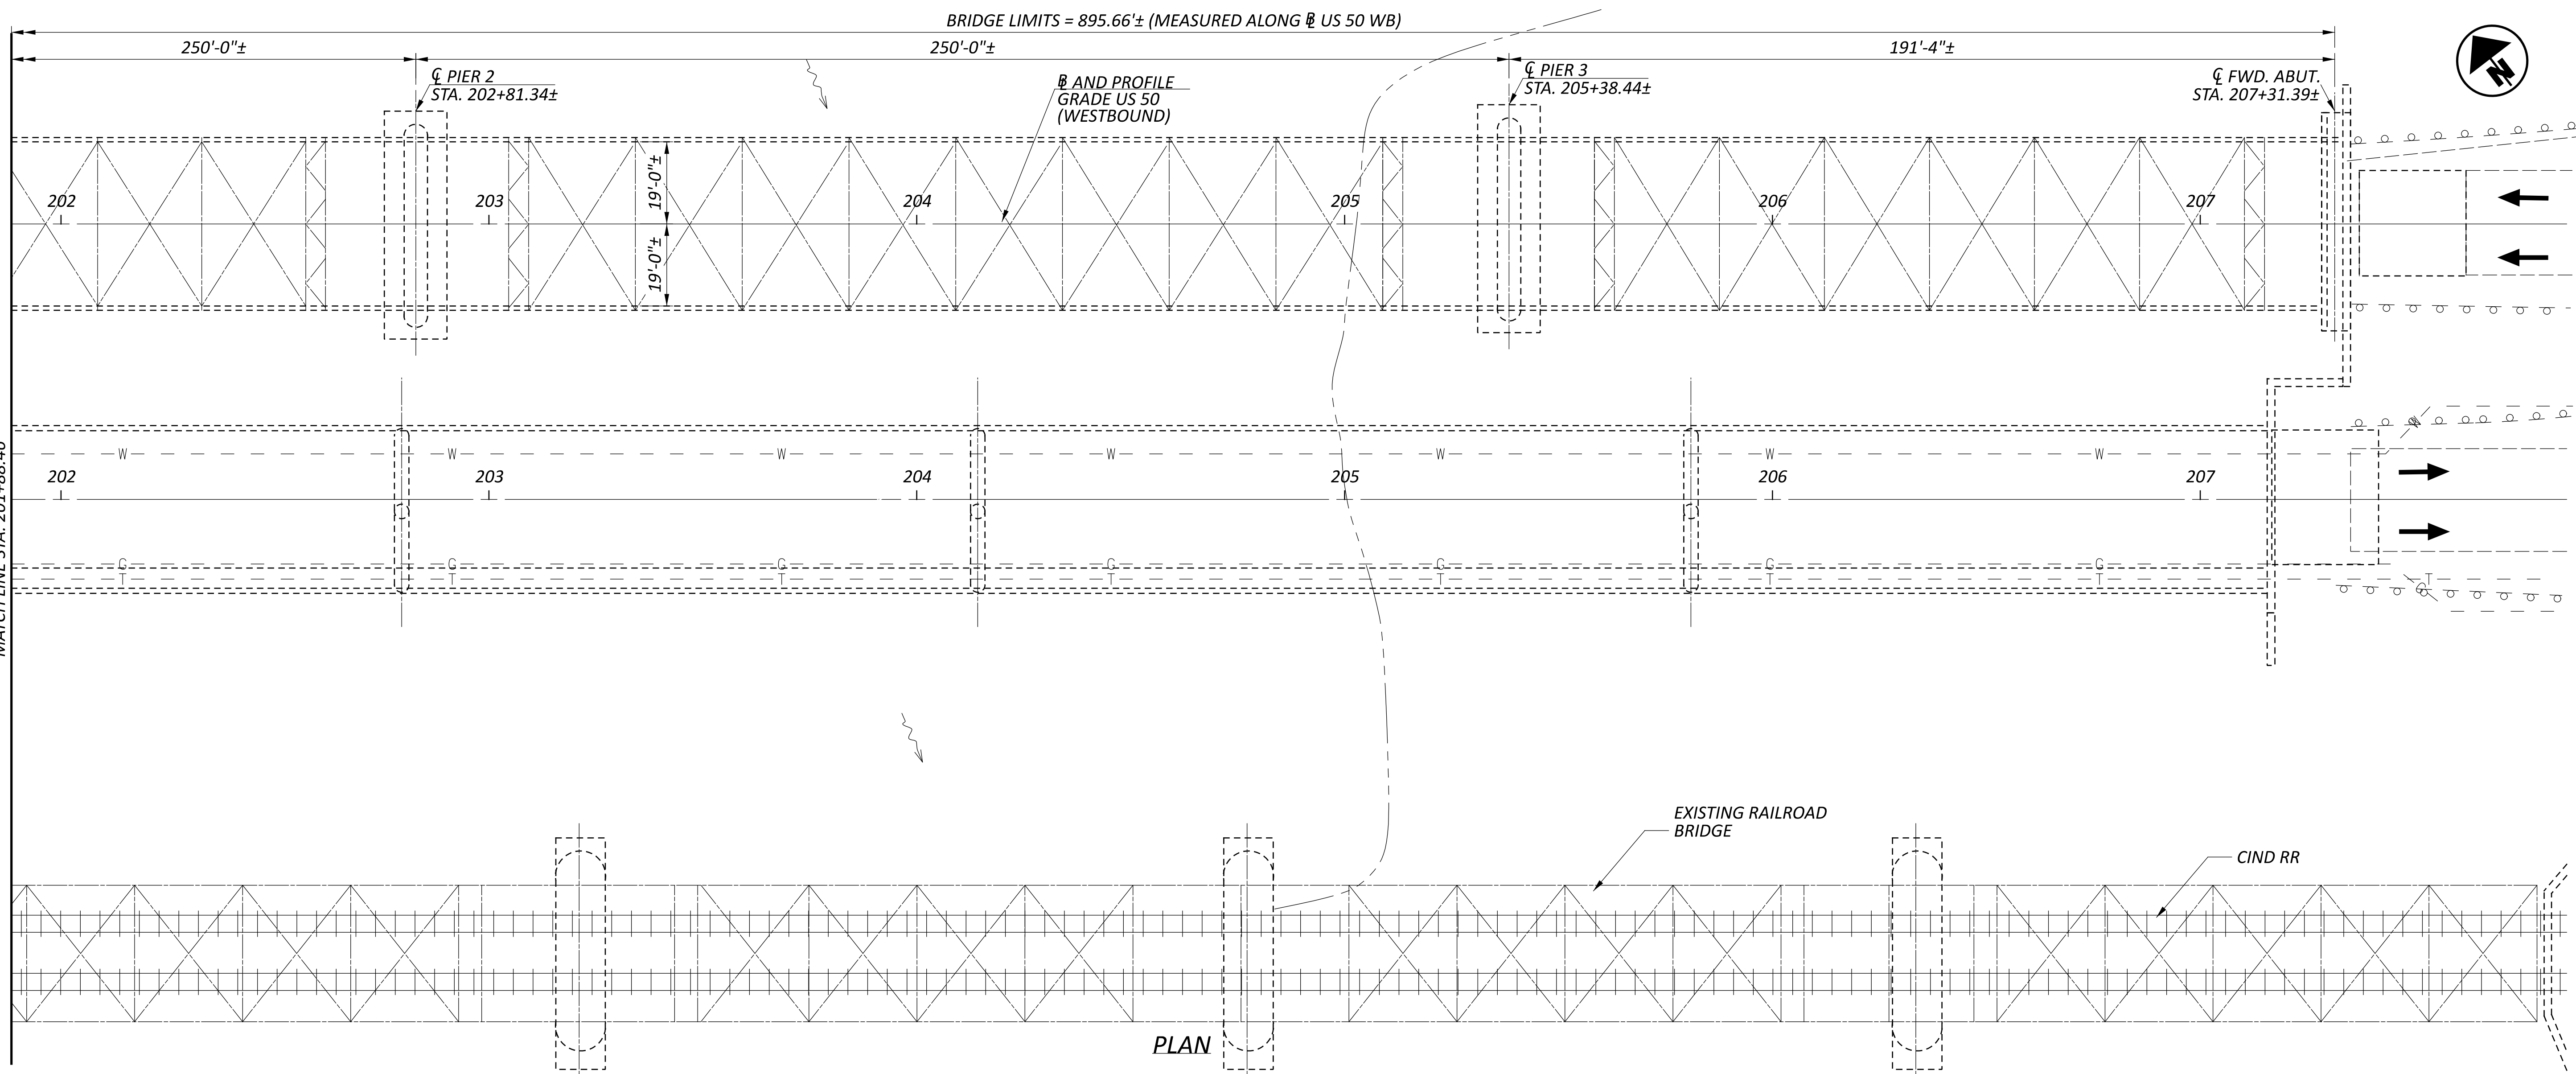 BRIDGE LIMITS = 895.66'± (MEASURED ALONG ℄ US 50 WB)
250'-0"±
250'-0"±
191'-4"±
℄ PIER 2
STA. 202+81.34±
B̵L AND PROFILE
GRADE US 50
(WESTBOUND)
℄ PIER 3
STA. 205+38.44±
℄ FWD. ABUT.
STA. 207+31.39±
N
19'-0"±
19'-0"±
202
203
204
205
206
207
W W W W W W W W
202
203
204
205
206
207
G G G G G G G G
T T T T T T T T
EXISTING RAILROAD
BRIDGE
CIND RR
PLAN